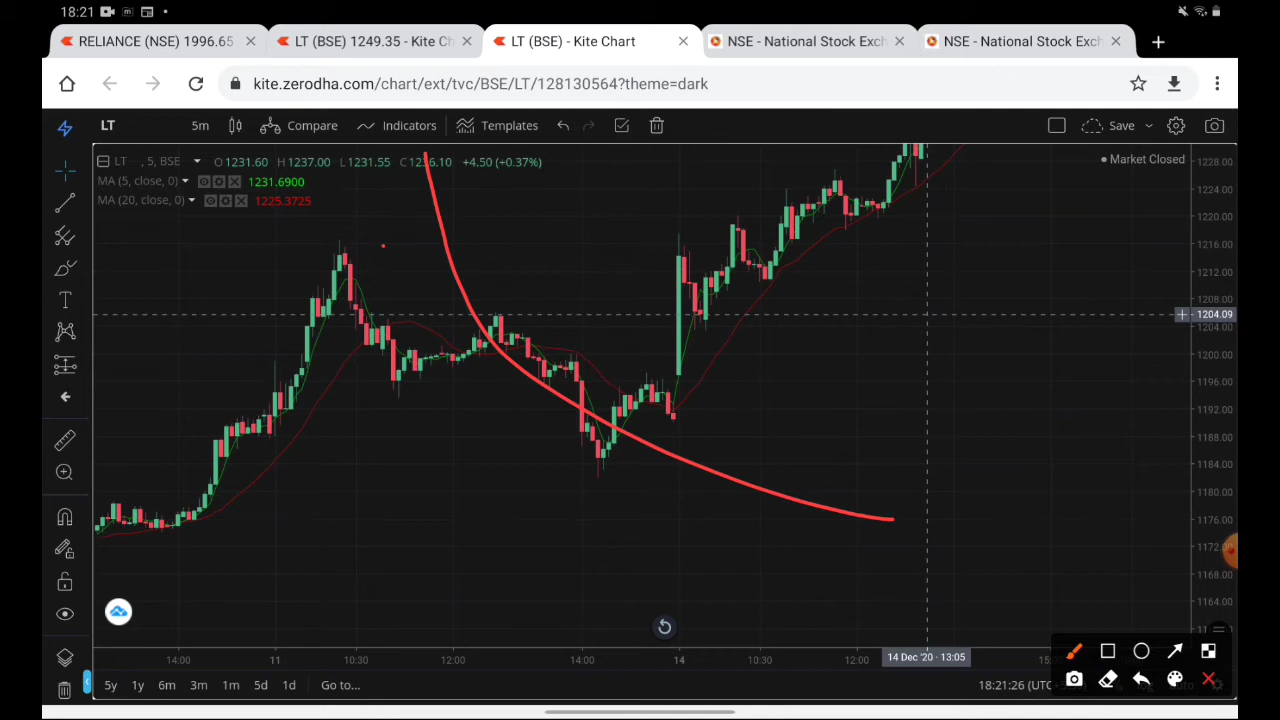 18:21
RELIANCE (NSE) 1996.65
LT (BSE) 1249.35 - Kite C
LT (BSE) - Kite Chart
NSE - National Stock Exch
NSE - National Stock Exch
kite.zerodha.com/chart/ext/tvc/BSE/LT/128130564?theme=dark
LT 5m Compare Indicators Templates Save
LT , 5, BSE O1231.60 H1237.00 L1231.55 +4.50 (+0.37%)
Market Closed
MA (5, close, 0) 1231.6900
MA (20, close, 0) 1225.3725
1228.00
1224.00
1220.00
1216.00
1212.00
1208.00
1204.09
1204.00
1200.00
1196.00
1192.00
1188.00
1184.00
1180.00
1176.00
1172.00
1168.00
1164.00
14:00 11 10:30 12:00 14:00 14 10:30 12:00 14 Dec '20 · 13:05
5y 1y 6m 3m 1m 5d 1d Go to... 18:21:26 (UTC